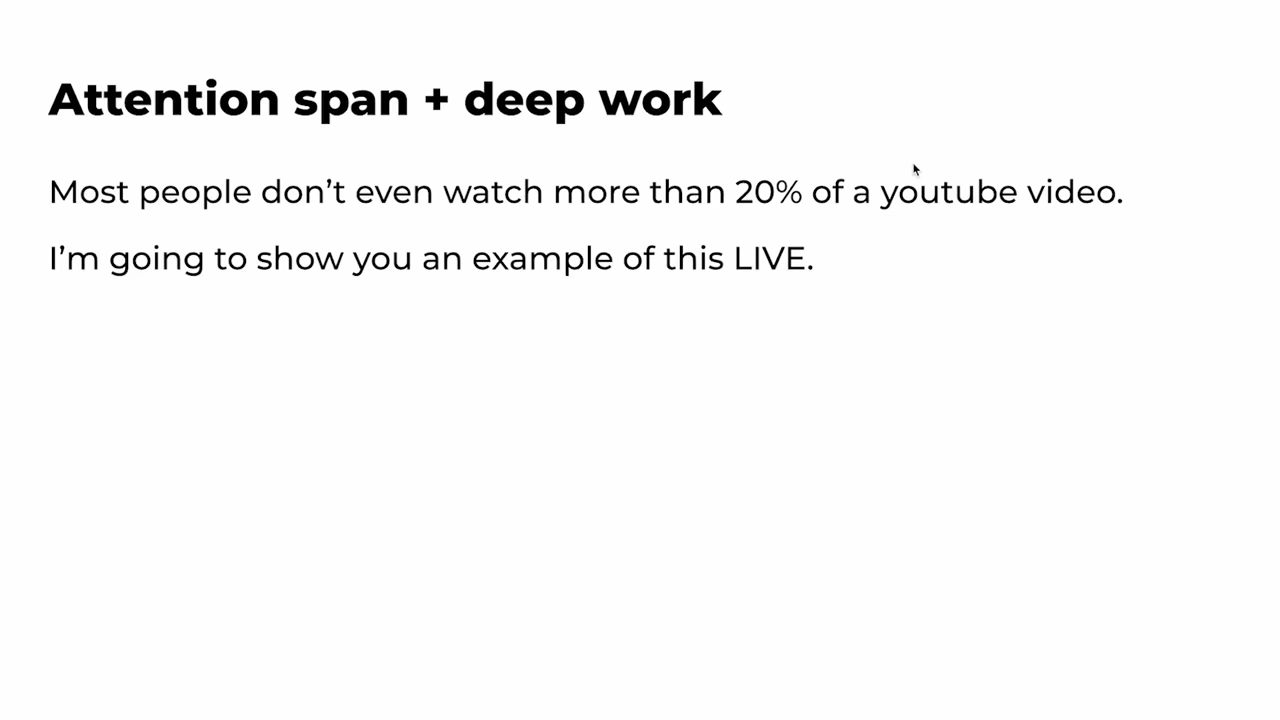 Attention span + deep work
Most people don’t even watch more than 20% of a youtube video.
I’m going to show you an example of this LIVE.